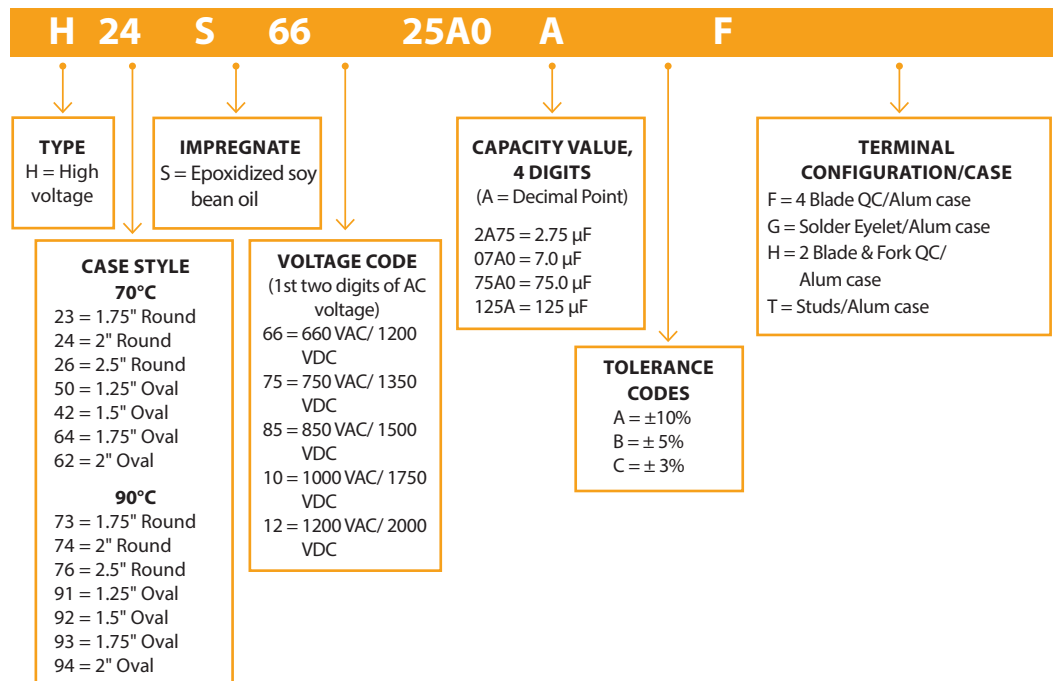 H 24 S 66 25A0 A F
TYPE
H = High
voltage
IMPREGNATE
S = Epoxidized soy
bean oil
CAPACITY VALUE,
4 DIGITS
(A = Decimal Point)
2A75 = 2.75 µF
07A0 = 7.0 µF
75A0 = 75.0 µF
125A = 125 µF
TERMINAL
CONFIGURATION/CASE
F = 4 Blade QC/Alum case
G = Solder Eyelet/Alum case
H = 2 Blade & Fork QC/
Alum case
T = Studs/Alum case
CASE STYLE
70°C
23 = 1.75" Round
24 = 2" Round
26 = 2.5" Round
50 = 1.25" Oval
42 = 1.5" Oval
64 = 1.75" Oval
62 = 2" Oval
90°C
73 = 1.75" Round
74 = 2" Round
76 = 2.5" Round
91 = 1.25" Oval
92 = 1.5" Oval
93 = 1.75" Oval
94 = 2" Oval
VOLTAGE CODE
(1st two digits of AC
voltage)
66 = 660 VAC/ 1200
VDC
75 = 750 VAC/ 1350
VDC
85 = 850 VAC/ 1500
VDC
10 = 1000 VAC/ 1750
VDC
12 = 1200 VAC/ 2000
VDC
TOLERANCE
CODES
A = ±10%
B = ± 5%
C = ± 3%